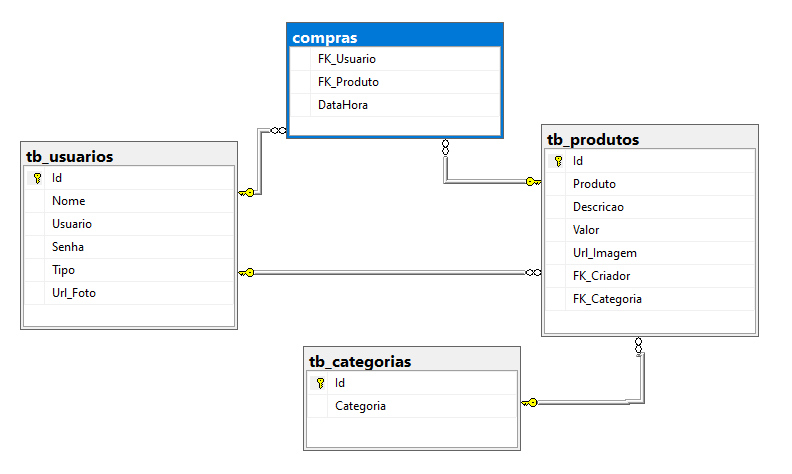 compras
FK_Usuario
FK_Produto
DataHora
tb_usuarios
Id
Nome
Usuario
Senha
Tipo
Url_Foto
tb_produtos
Id
Produto
Descricao
Valor
Url_Imagem
FK_Criador
FK_Categoria
tb_categorias
Id
Categoria